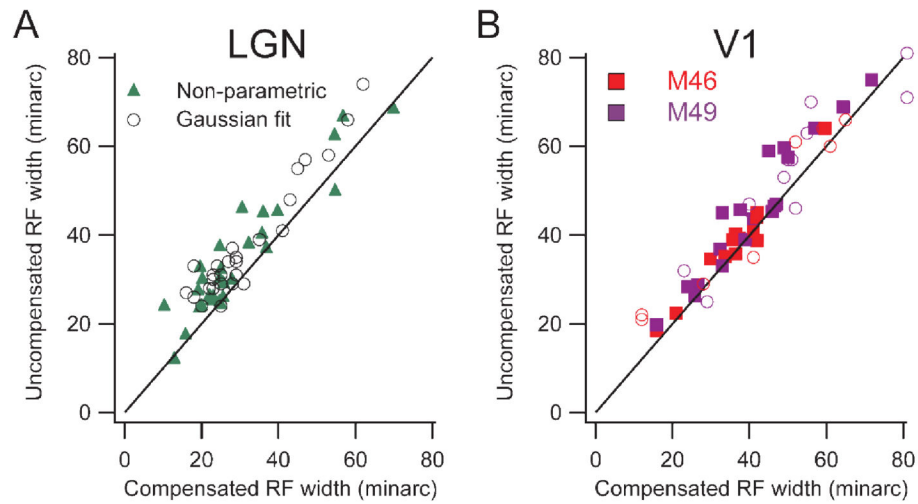 A
LGN
Uncompensated RF width (minarc)
80
60
40
20
0
Non-parametric
Gaussian fit
0 20 40 60 80
Compensated RF width (minarc)
B
V1
Uncompensated RF width (minarc)
80
60
40
20
0
M46
M49
0 20 40 60 80
Compensated RF width (minarc)